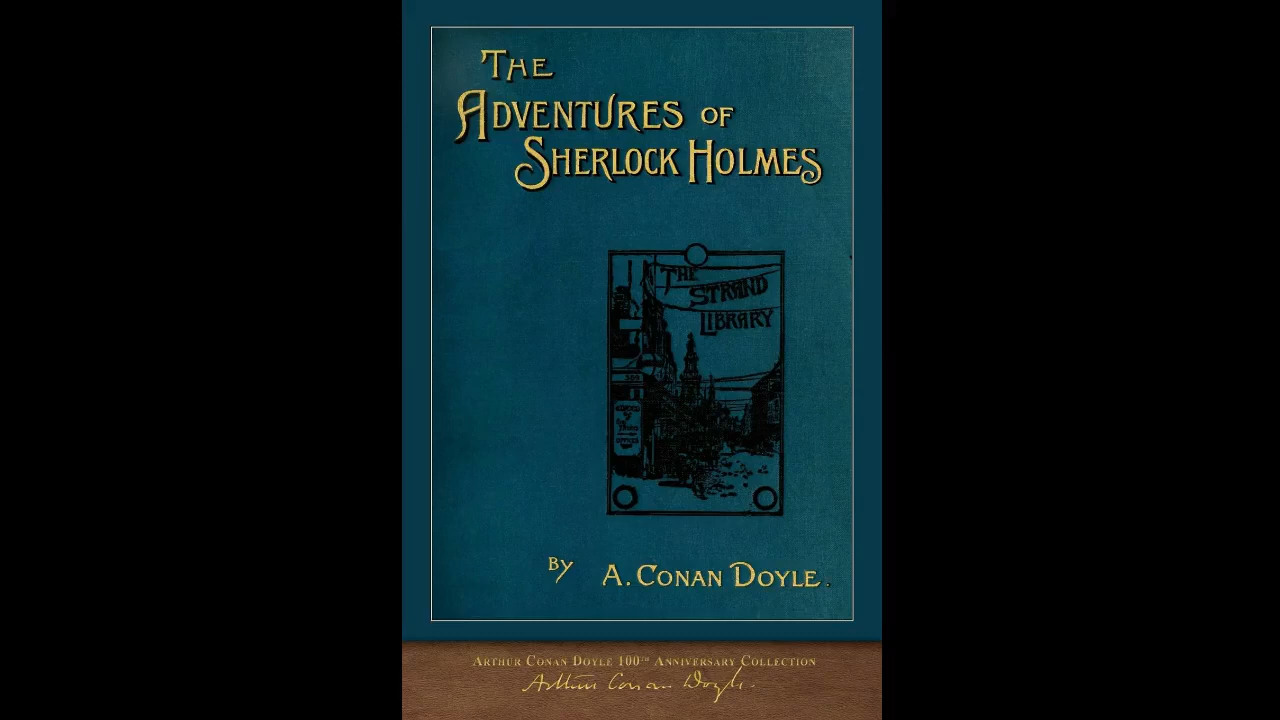 The
Adventures of
Sherlock Holmes
The
Strand
Library
By A. Conan Doyle.
Arthur Conan Doyle 100th Anniversary Collection
Arthur Conan Doyle.